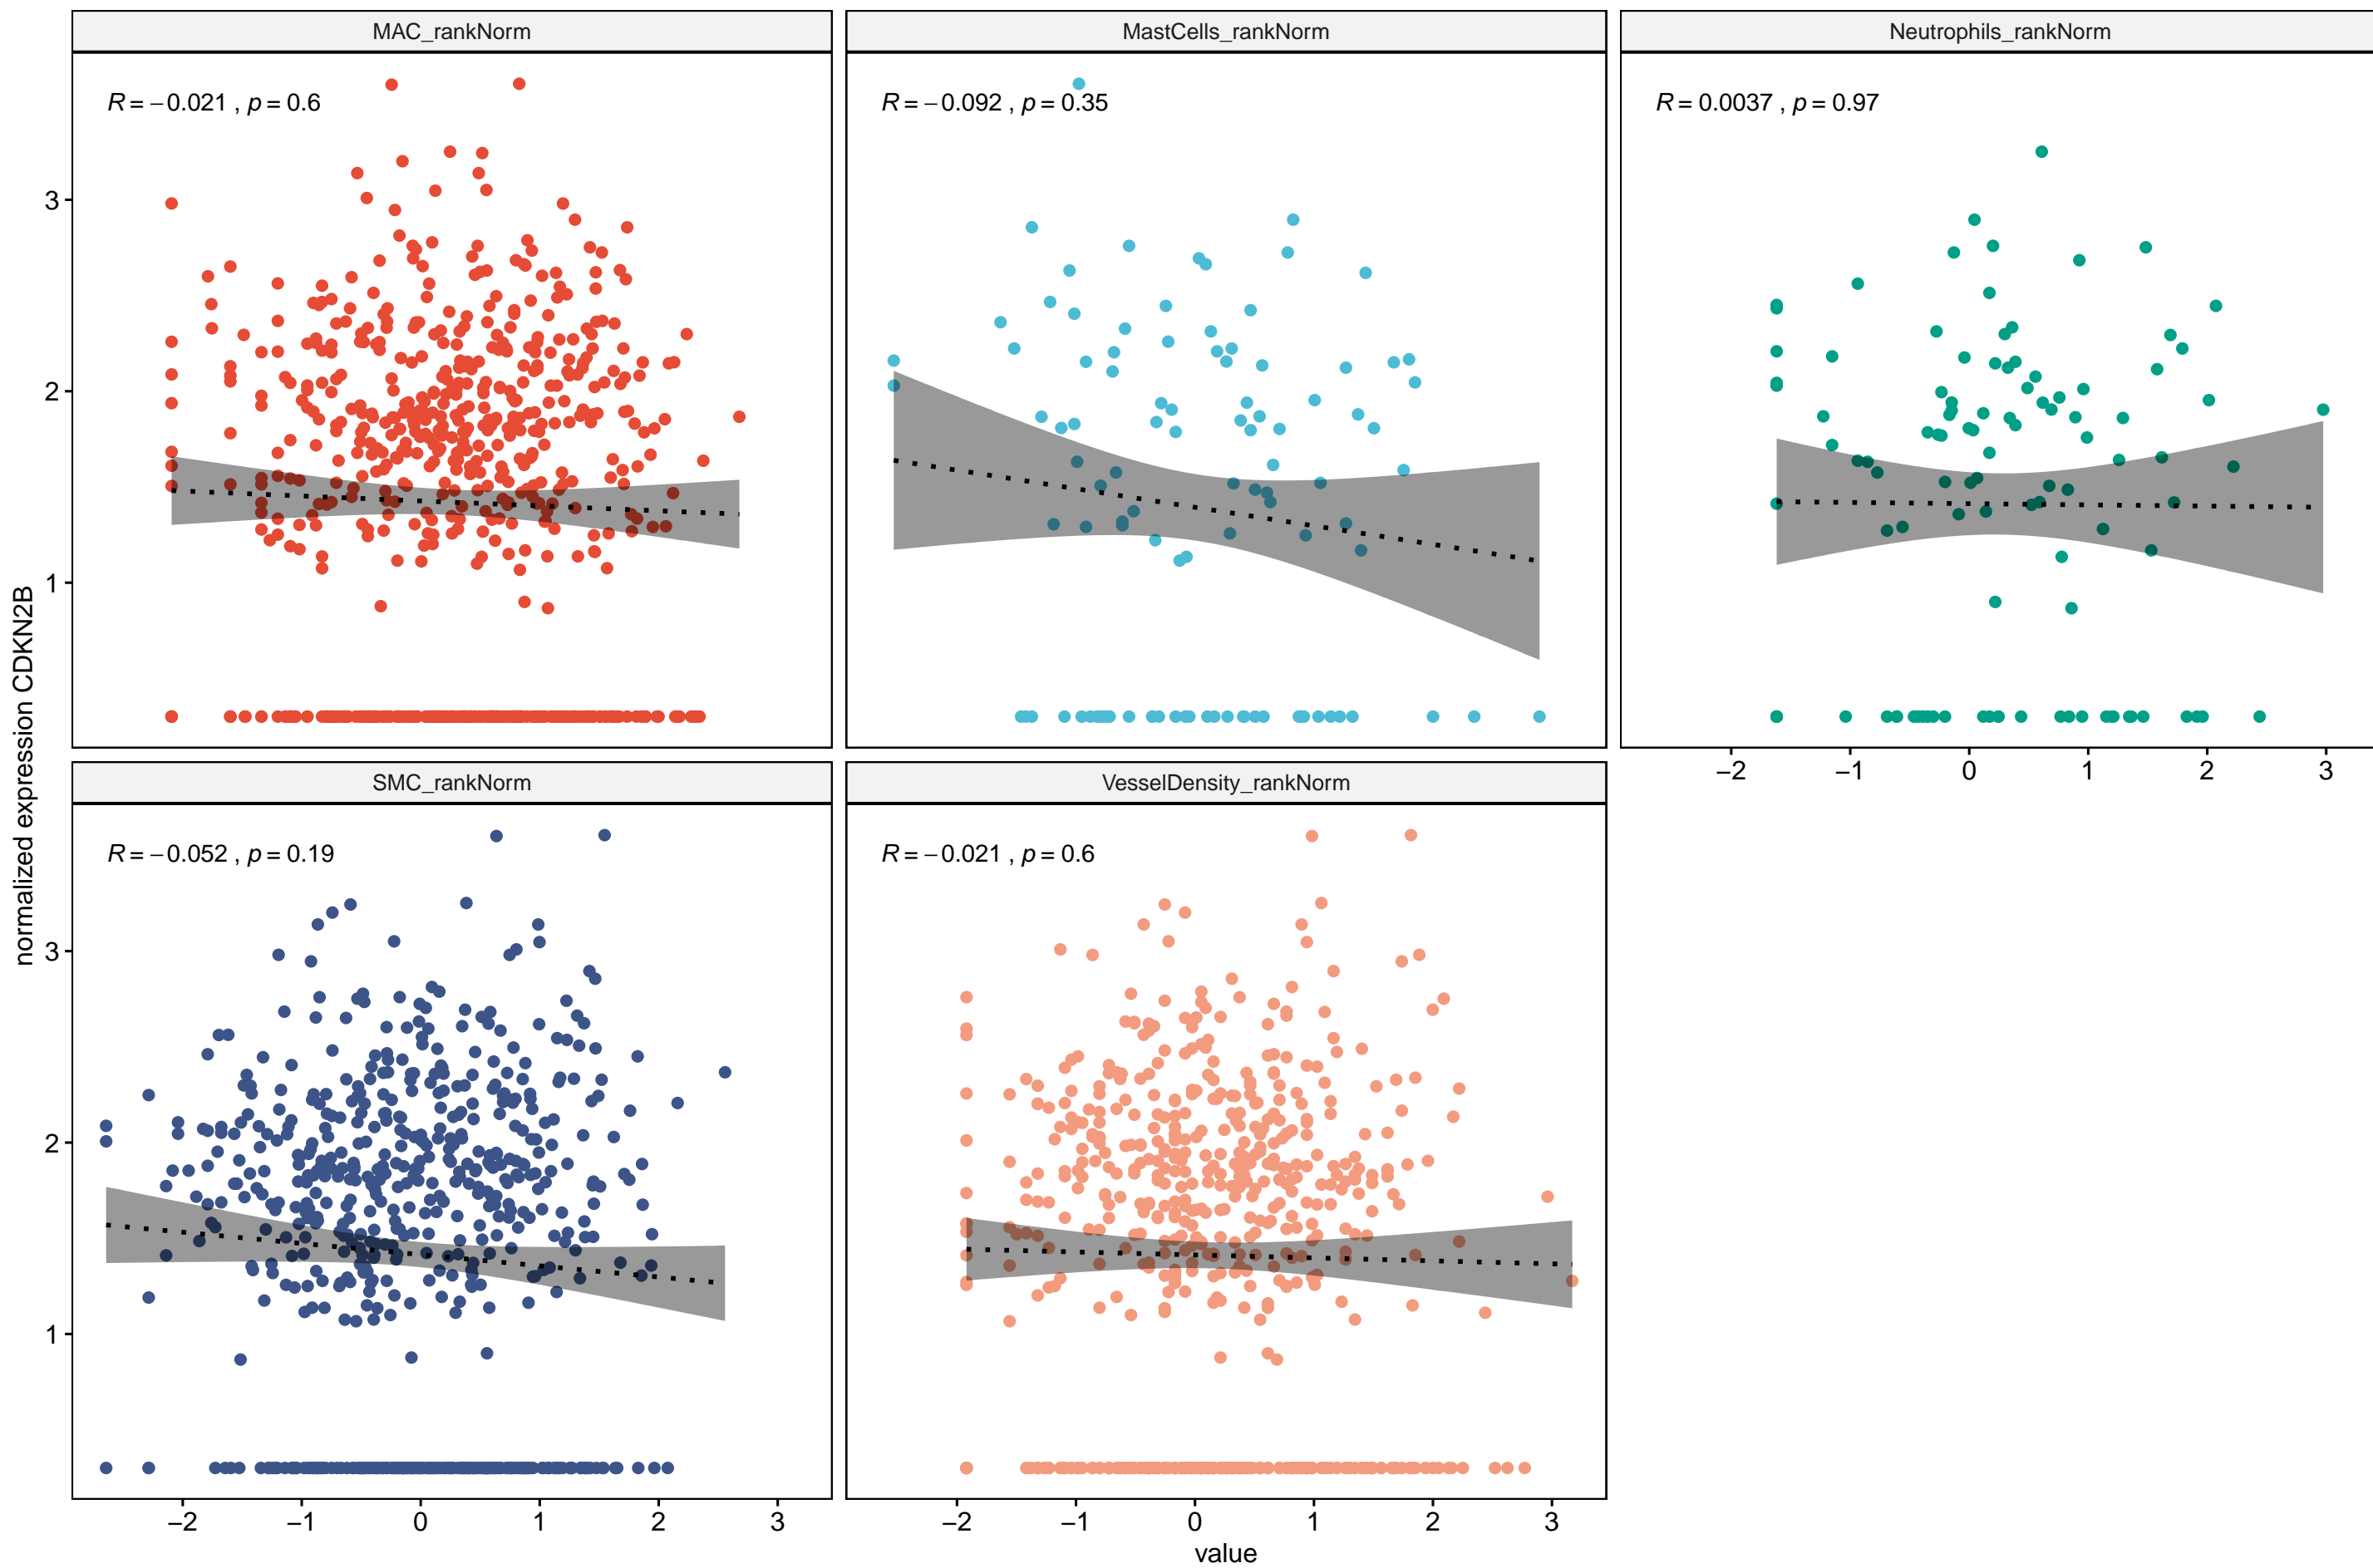 MAC_rankNorm
MastCells_rankNorm
Neutrophils_rankNorm
R = −0.021 , p = 0.6
R = −0.092 , p = 0.35
R = 0.0037 , p = 0.97
3
2
1
−2 −1 0 1 2 3
SMC_rankNorm
VesselDensity_rankNorm
R = −0.052 , p = 0.19
R = −0.021 , p = 0.6
3
2
1
−2 −1 0 1 2 3
−2 −1 0 1 2 3
value
normalized expression CDKN2B